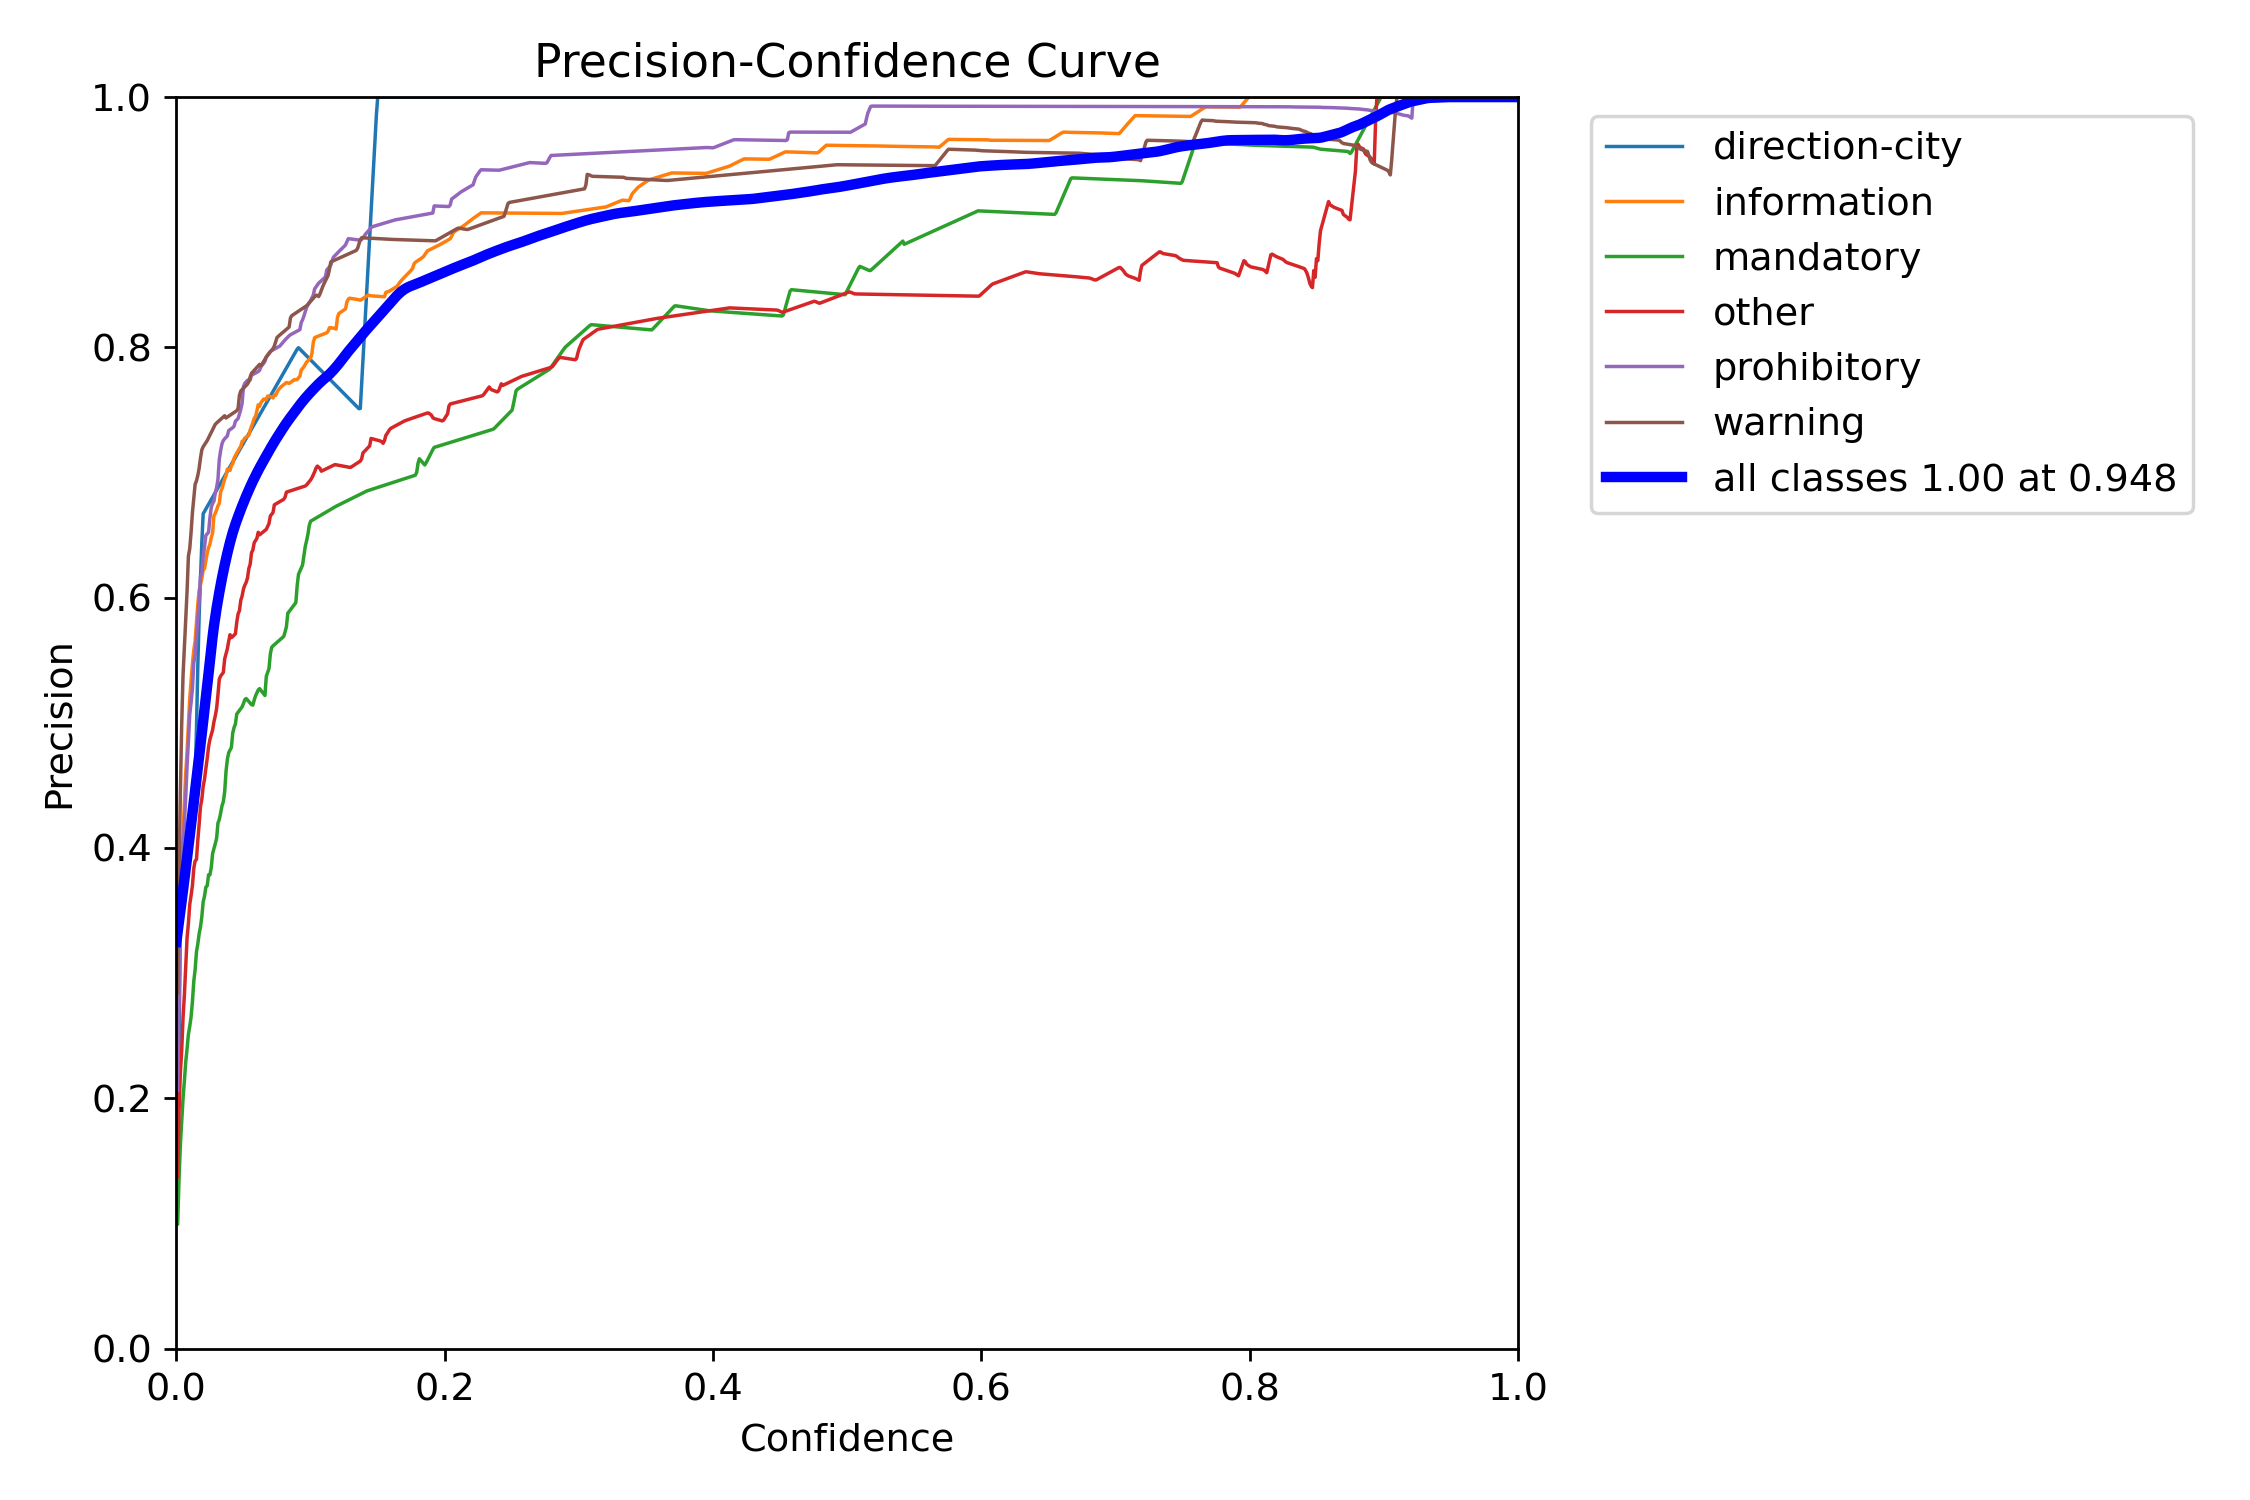 Precision-Confidence Curve
1.0
0.8
0.6
0.4
0.2
0.0
Precision
0.0 0.2 0.4 0.6 0.8 1.0
Confidence
direction-city
information
mandatory
other
prohibitory
warning
all classes 1.00 at 0.948